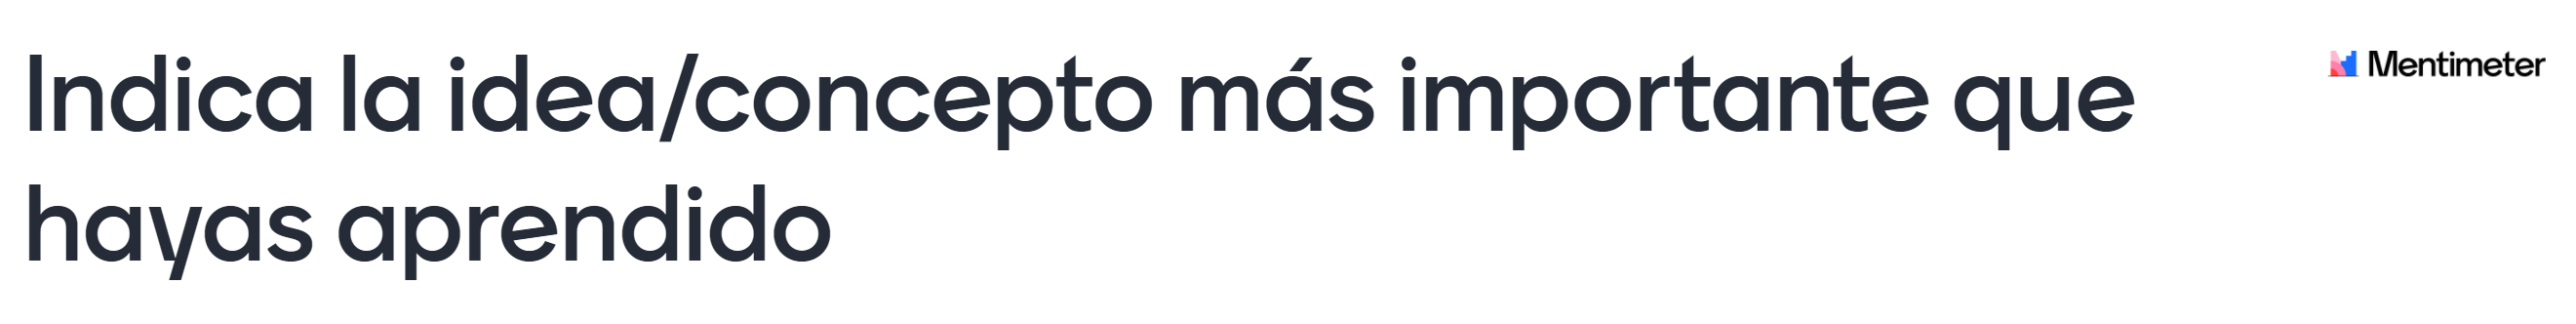 Indica la idea/concepto más importante que
hayas aprendido
Mentimeter